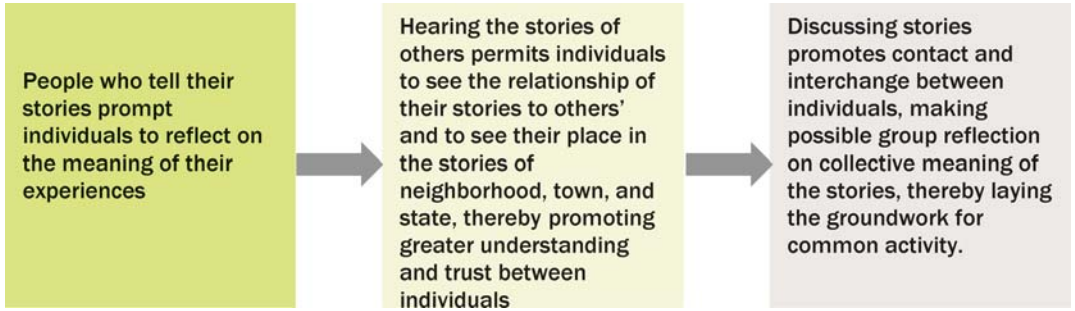 People who tell their
stories prompt
individuals to reflect on
the meaning of their
experiences
Hearing the stories of
others permits individuals
to see the relationship of
their stories to others'
and to see their place in
the stories of
neighborhood, town, and
state, thereby promoting
greater understanding
and trust between
individuals
Discussing stories
promotes contact and
interchange between
individuals, making
possible group reflection
on collective meaning of
the stories, thereby laying
the groundwork for
common activity.